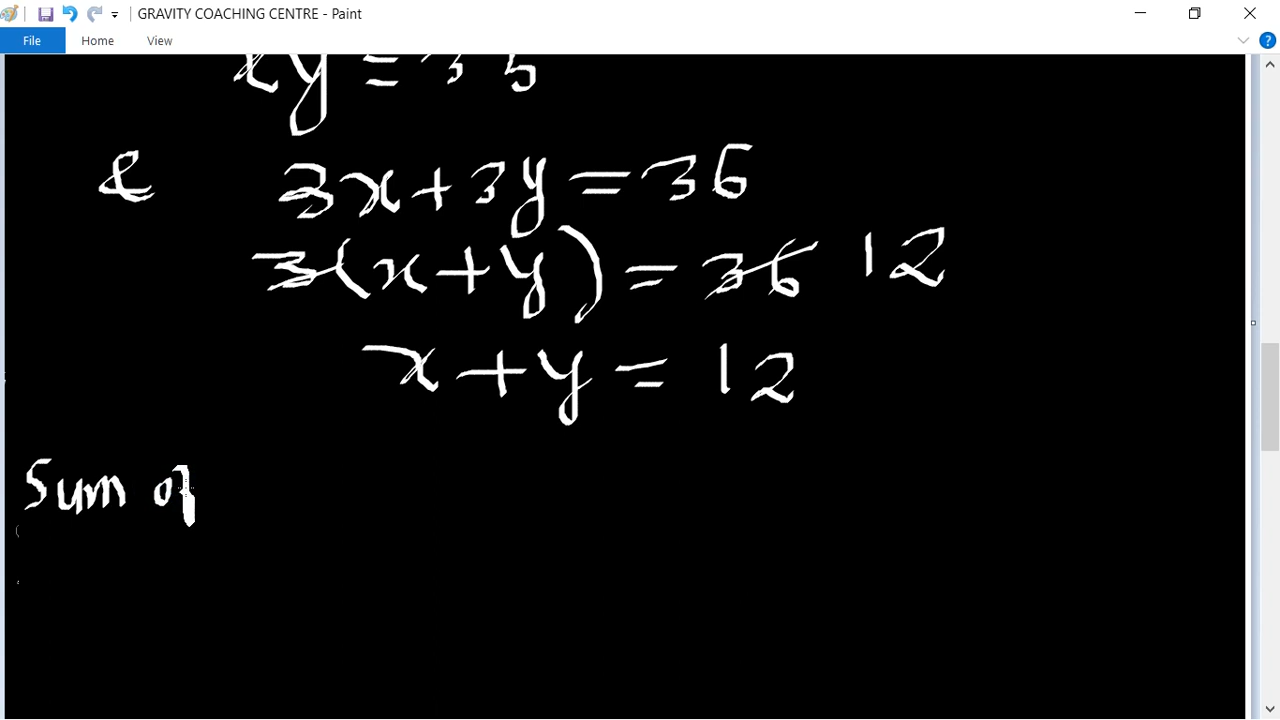 GRAVITY COACHING CENTRE - Paint
File Home View
xy = 35
& 3x+3y=36
3(x+y)=36 12
x+y=12
Sum of